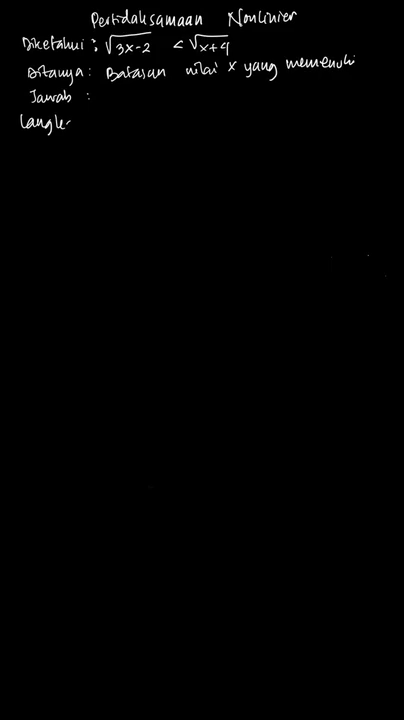 Pertidaksamaan Nonlinier
Diketahui : √3x-2 < √x+4
Ditanya : Batasan nilai x yang memenuhi
Jawab :
Langk